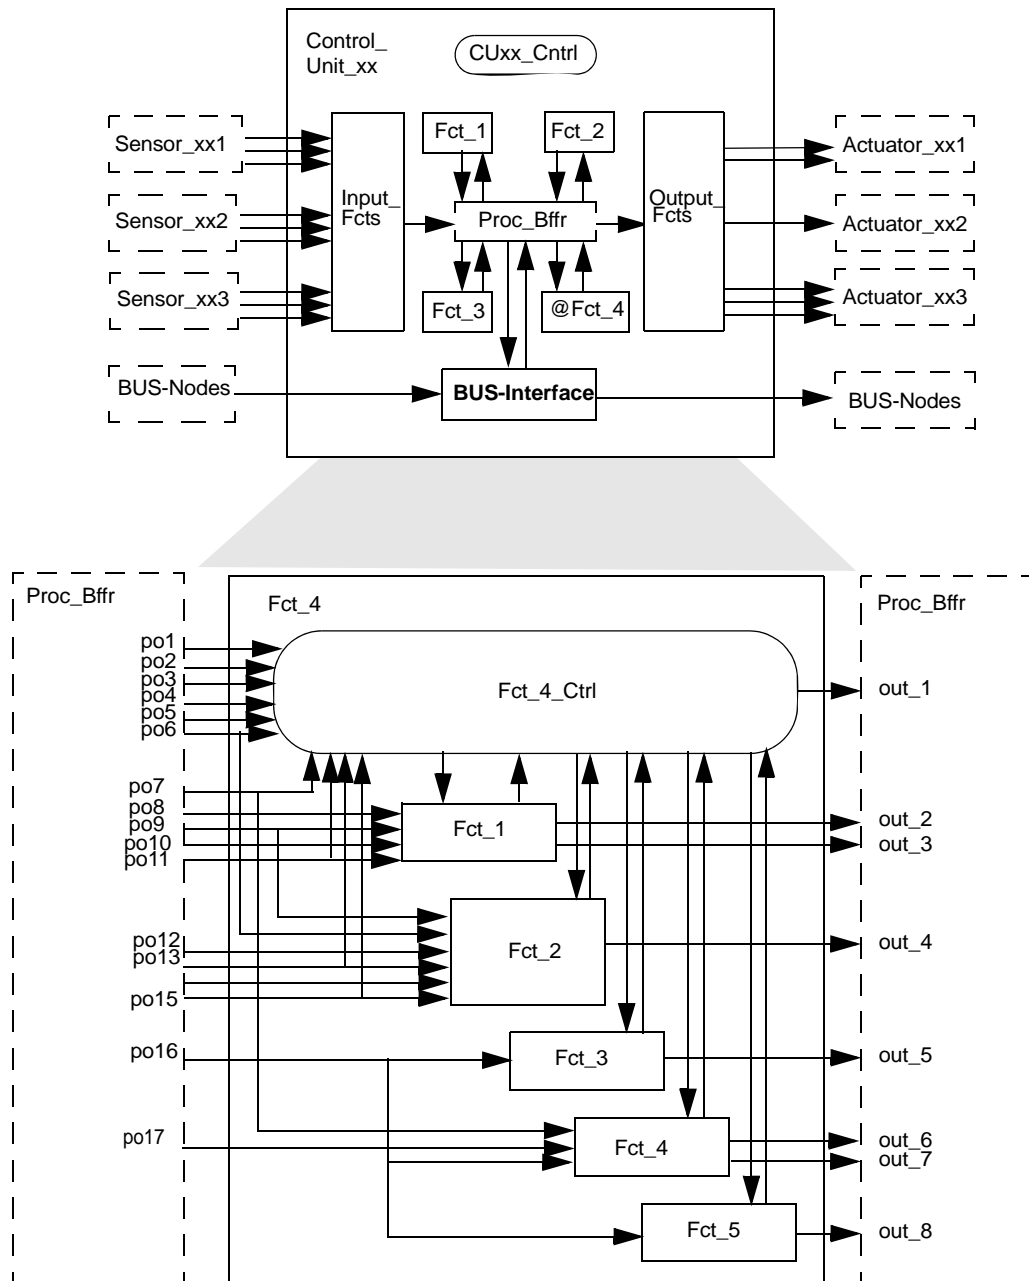 Control_
Unit_xx
CUxx_Cntrl
Sensor_xx1
Fct_1
Fct_2
Actuator_xx1
Input_
Fcts
Output_
Fcts
Sensor_xx2
Proc_Bffr
Actuator_xx2
Sensor_xx3
Fct_3
@Fct_4
Actuator_xx3
BUS-Nodes
BUS-Interface
BUS-Nodes
Proc_Bffr
Fct_4
Proc_Bffr
po1
po2
po3
po4
po5
po6
Fct_4_Ctrl
out_1
po7
po8
po9
po10
po11
Fct_1
out_2
out_3
po12
po13
po15
Fct_2
out_4
po16
Fct_3
out_5
po17
Fct_4
out_6
out_7
Fct_5
out_8